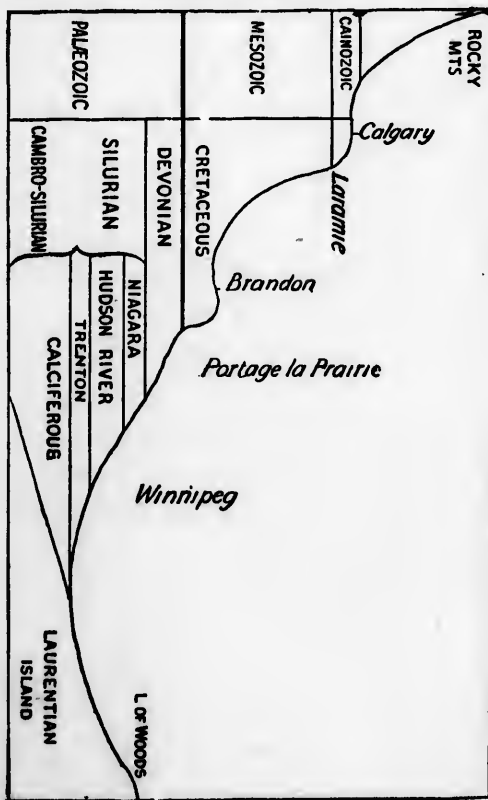 ROCKY
MTS
CAINOZOIC
MESOZOIC
PALÆOZOIC
Calgary
Laramie
CRETACEOUS
DEVONIAN
SILURIAN
CAMBRO-SILURIAN
Brandon
NIAGARA
HUDSON RIVER
TRENTON
CALCIFEROUS
Portage la Prairie
Winnipeg
L OF WOODS
LAURENTIAN
ISLAND